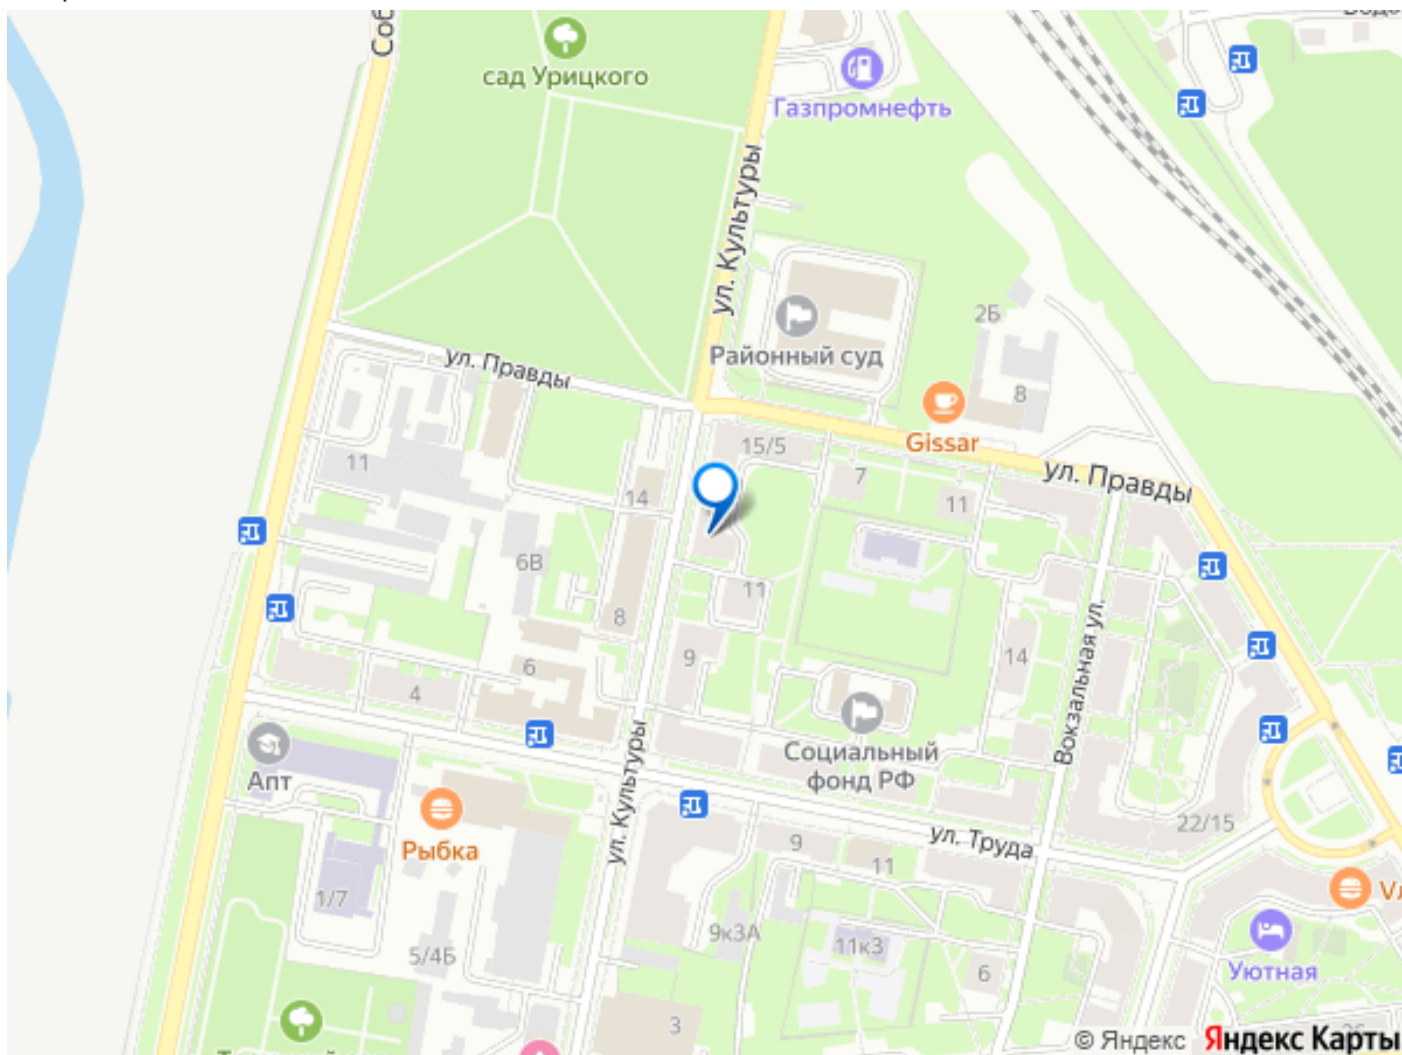 Соб
сад Урицкого
Газпромнефть
ул. Культуры
Районный суд
2Б
8
ул. Правды
Gissar
15/5
ул. Правды
7
11
11
14
6В
11
8
9
14
Вокзальная ул.
6
4
Социальный
фонд РФ
Апт
ул. Культуры
22/15
ул. Труда
Рыбка
9
11
1/7
9к3А
11к3
5/4Б
6
Уютная
3
© Яндекс Яндекс Карты